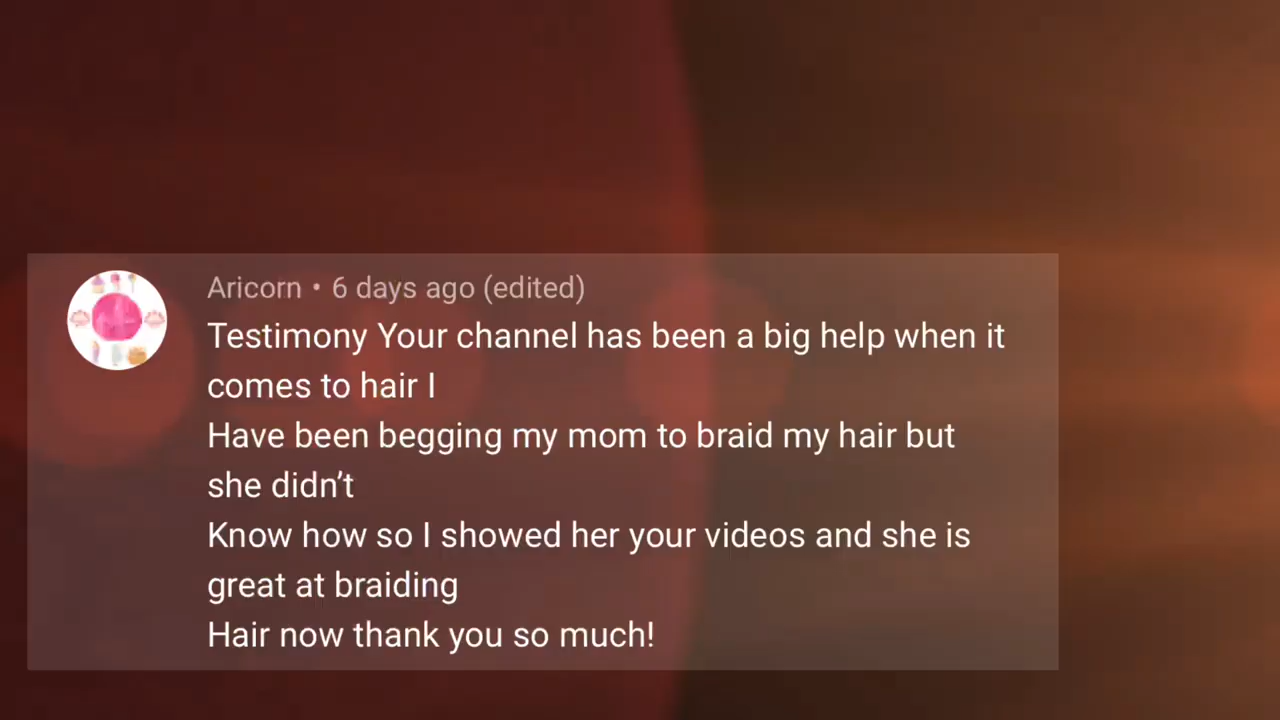 Aricorn • 6 days ago (edited)
Testimony Your channel has been a big help when it
comes to hair I
Have been begging my mom to braid my hair but
she didn’t
Know how so I showed her your videos and she is
great at braiding
Hair now thank you so much!